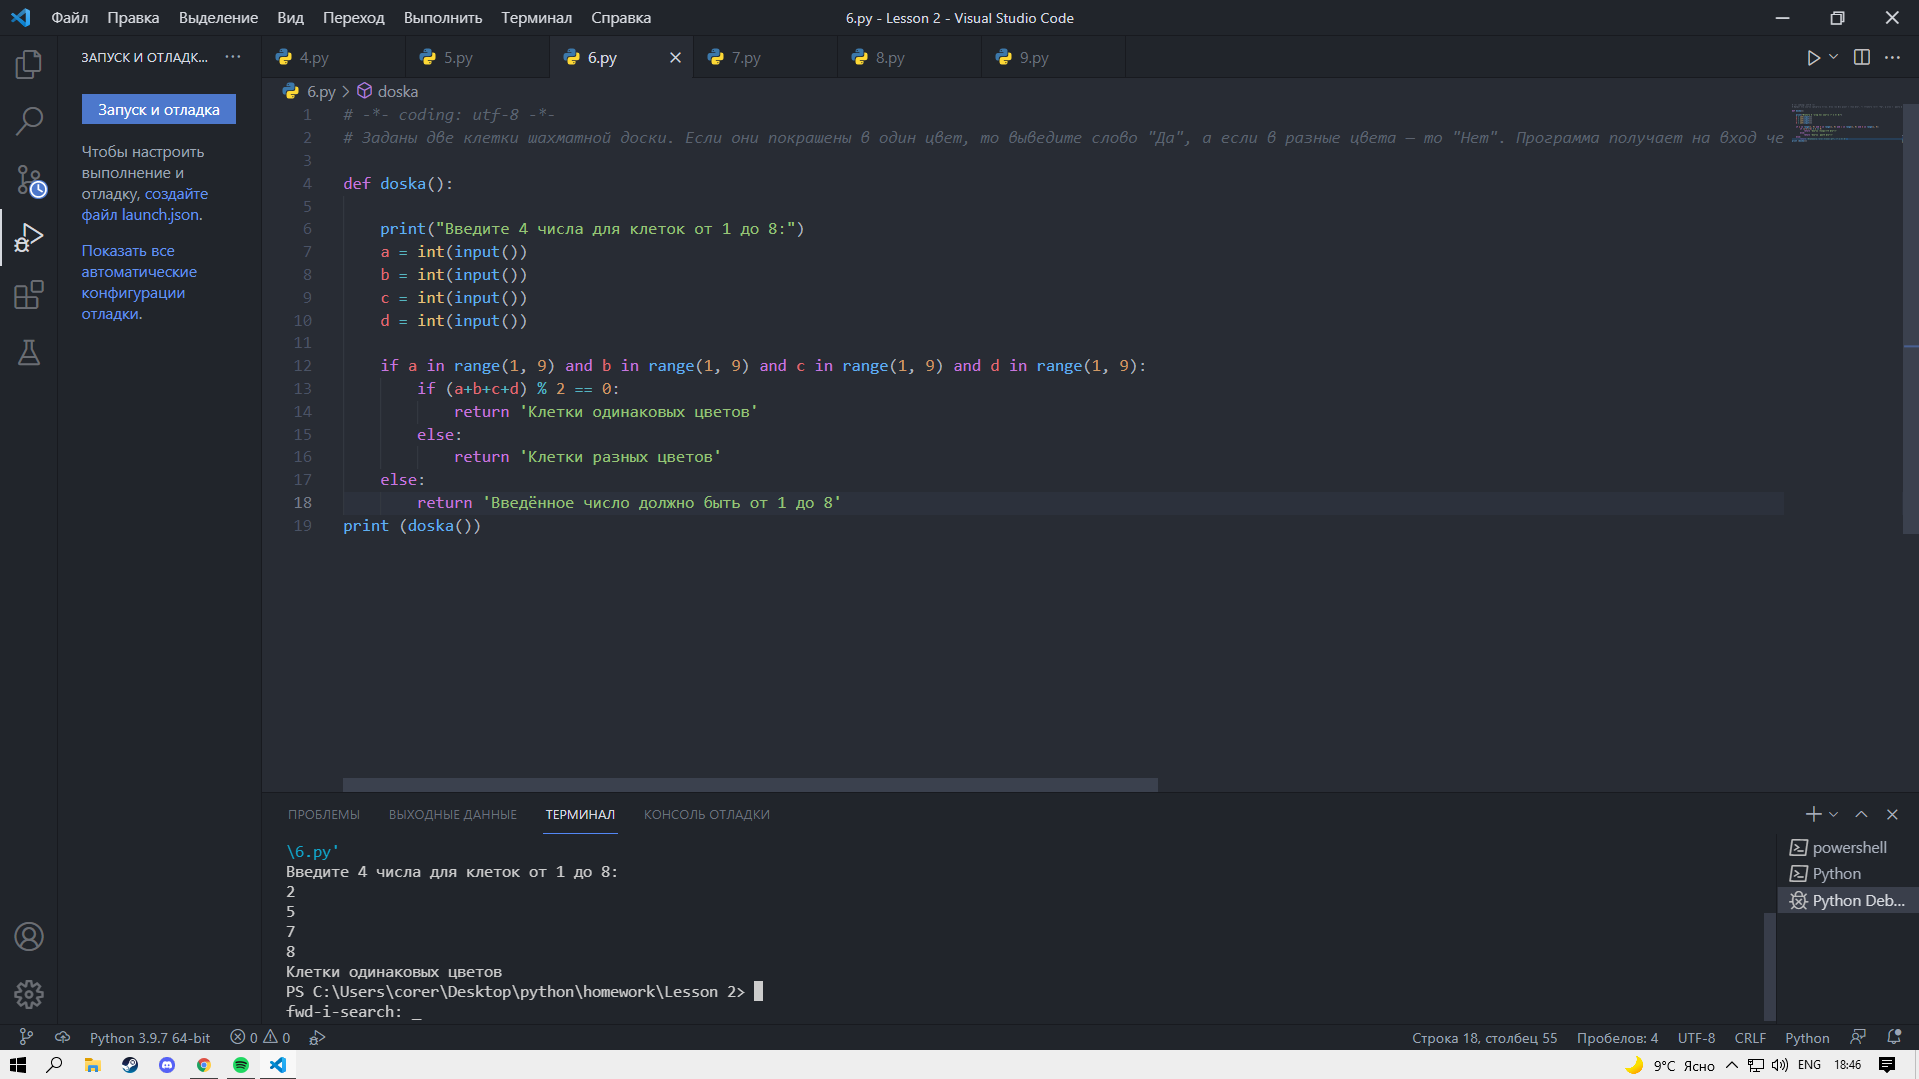 Файл Правка Выделение Вид Переход Выполнить Терминал Справка
6.py - Lesson 2 - Visual Studio Code
ЗАПУСК И ОТЛАДК...
4.py 5.py 6.py 7.py 8.py 9.py
Запуск и отладка
Чтобы настроить
выполнение и
отладку, создайте
файл launch.json.
Показать все
автоматические
конфигурации
отладки.
6.py > doska
1 # -*- coding: utf-8 -*-
2 # Заданы две клетки шахматной доски. Если они покрашены в один цвет, то выведите слово "Да", а если в разные цвета – то "Нет". Программа получает на вход че
3
4 def doska():
5
6 print("Введите 4 числа для клеток от 1 до 8:")
7 a = int(input())
8 b = int(input())
9 c = int(input())
10 d = int(input())
11
12 if a in range(1, 9) and b in range(1, 9) and c in range(1, 9) and d in range(1, 9):
13 if (a+b+c+d) % 2 == 0:
14 return 'Клетки одинаковых цветов'
15 else:
16 return 'Клетки разных цветов'
17 else:
18 return 'Введённое число должно быть от 1 до 8'
19 print (doska())
ПРОБЛЕМЫ ВЫХОДНЫЕ ДАННЫЕ ТЕРМИНАЛ КОНСОЛЬ ОТЛАДКИ
\6.py'
Введите 4 числа для клеток от 1 до 8:
2
5
7
8
Клетки одинаковых цветов
PS C:\Users\corer\Desktop\python\homework\Lesson 2>
fwd-i-search: _
powershell
Python
Python Deb...
Python 3.9.7 64-bit 0 0
Строка 18, столбец 55 Пробелов: 4 UTF-8 CRLF Python
9°C Ясно ENG 18:46